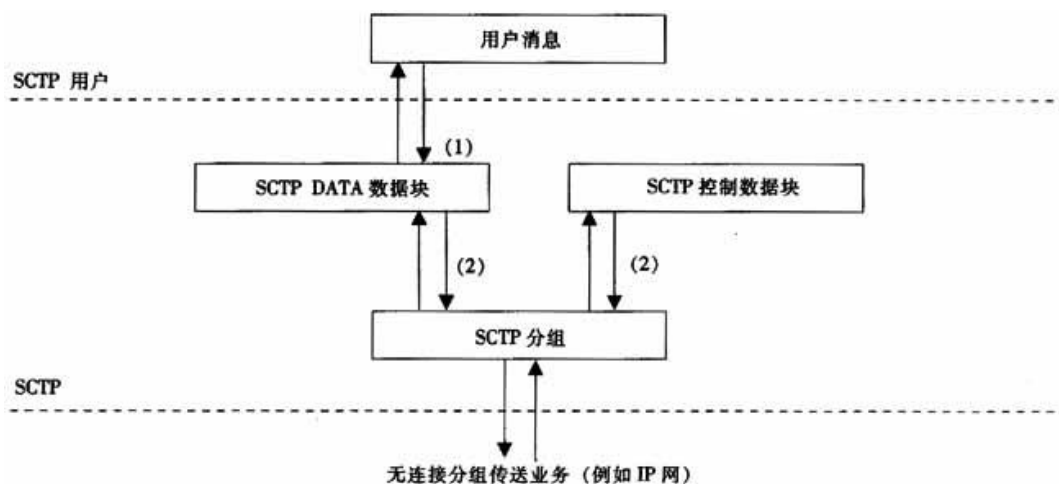 用户消息
SCTP 用户
(1)
SCTP DATA 数据块
SCTP 控制数据块
(2)
(2)
SCTP 分组
SCTP
无连接分组传送业务 (例如 IP 网)